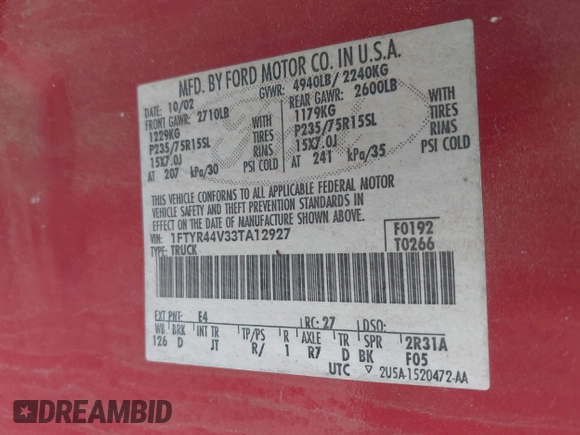 MFD. BY FORD MOTOR CO. IN U.S.A.
DATE: 10/02 GVWR: 4940LB/ 2240KG
FRONT GAWR: 2710LB REAR GAWR: 2600LB
1229KG WITH 1179KG WITH
P235/75R15SL TIRES P235/75R15SL TIRES
15X7.0J RIMS 15X7.0J RIMS
AT 207 kPa/30 PSI COLD AT 241 kPa/35 PSI COLD
THIS VEHICLE CONFORMS TO ALL APPLICABLE FEDERAL MOTOR
VEHICLE SAFETY AND THEFT PREVENTION STANDARDS IN
EFFECT ON THE DATE OF MANUFACTURE SHOWN ABOVE.
VIN: 1FTYR44V33TA12927 F0192
TYPE: TRUCK T0266
EXT PNT: E4 RC: 27 DSO:
WB BRK INT TR TP/PS R AXLE TR SPR 2R31A
126 D JT R/ 1 R7 D BK F05
UTC ▽ 2U5A-1520472-AA
DREAMBID